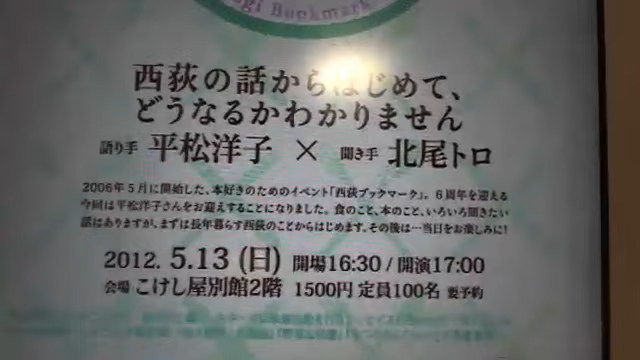 gi Bookmark
西荻の話からはじめて、
どうなるかわかりません
語り手 平松洋子 × 聞き手 北尾トロ
2006年5月に開始した、本好きのためのイベント「西荻ブックマーク」。6周年を迎える
今回は平松洋子さんをお迎えすることになりました。食のこと、本のこと、いろいろ聞きたい
話はありますが、まずは長年暮らす西荻のことからはじめます。その後は…当日をお楽しみに!
2012. 5.13 (日) 開場16:30 / 開演17:00
会場 こけし屋別館2階 1500円 定員100名 要予約